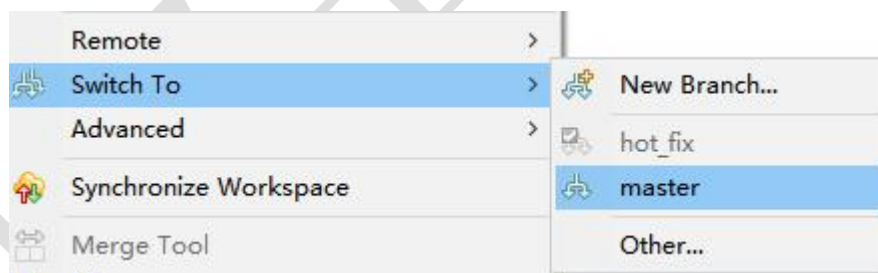 Remote
Switch To
Advanced
Synchronize Workspace
Merge Tool
New Branch...
hot_fix
master
Other...